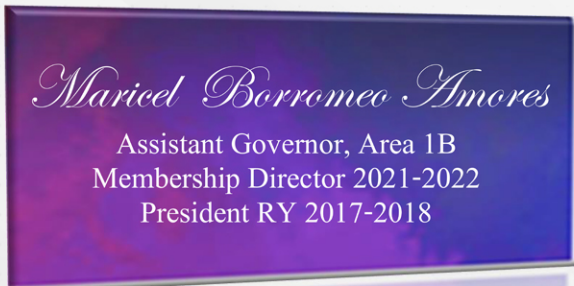 Maricel Borromeo Amores
Assistant Governor, Area 1B
Membership Director 2021-2022
President RY 2017-2018